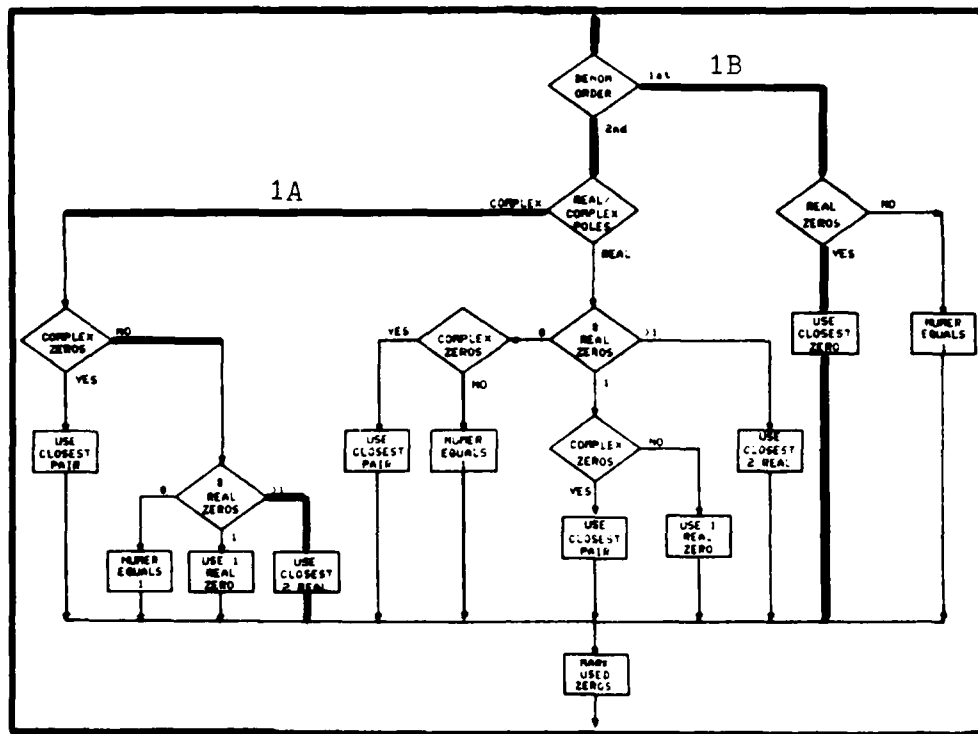 1B
DENOM
ORDER
1st
2nd
1A
COMPLEX
REAL/
COMPLEX
POLES
REAL
REAL
ZEROS
NO
YES
COMPLEX
ZEROS
NO
YES
YES
COMPLEX
ZEROS
NO
0
REAL
ZEROS
>1
1
USE
CLOSEST
ZERO
NUMER
EQUALS
1
USE
CLOSEST
PAIR
USE
CLOSEST
PAIR
NUMER
EQUALS
COMPLEX
ZEROS
NO
YES
USE
CLOSEST
2 REAL
0
REAL
ZEROS
>1
1
NUMER
EQUALS
1
USE 1
REAL
ZERO
USE
CLOSEST
2 REAL
USE
CLOSEST
PAIR
USE 1
REAL
ZERO
MARK
USED
ZEROS